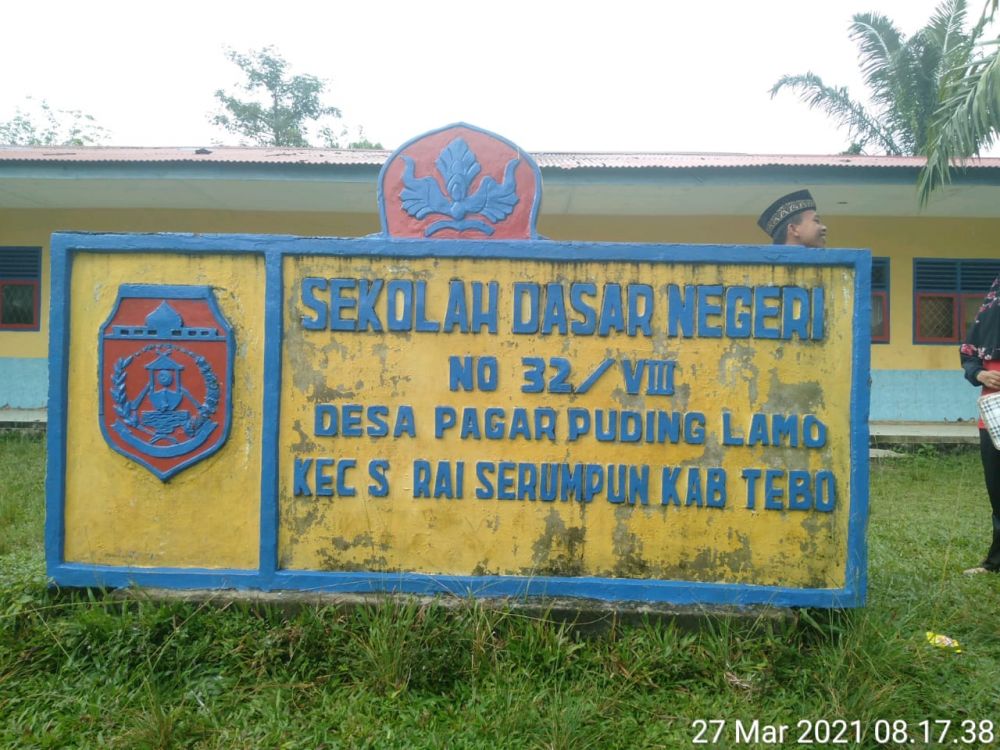 SEKOLAH DASAR NEGERI
NO 32/VIII
DESA PAGAR PUDING LAMO
KEC S RAI SERUMPUN KAB TEBO
27 Mar 2021 08.17.38